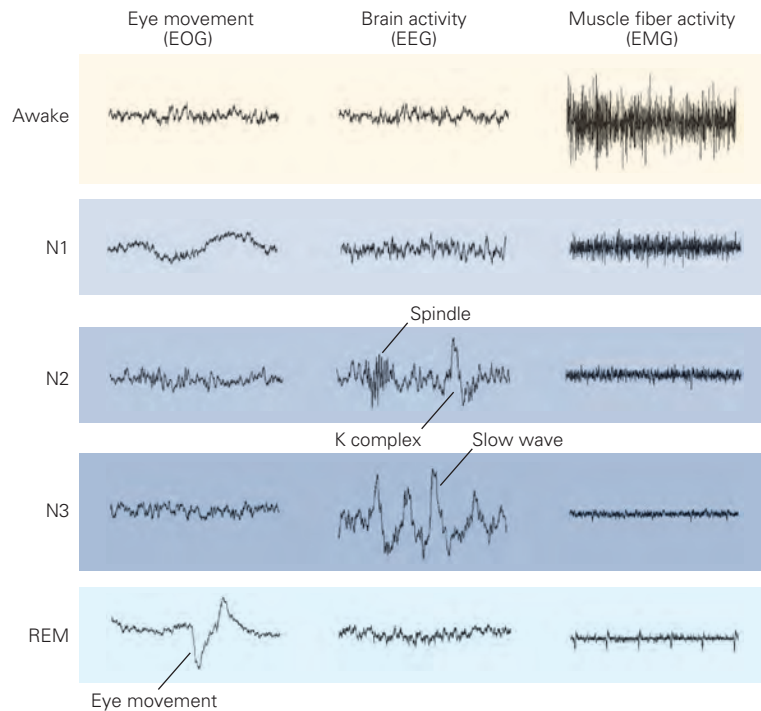 Eye movement
(EOG)
Brain activity
(EEG)
Muscle fiber activity
(EMG)
Awake
N1
Spindle
N2
K complex
Slow wave
N3
REM
Eye movement